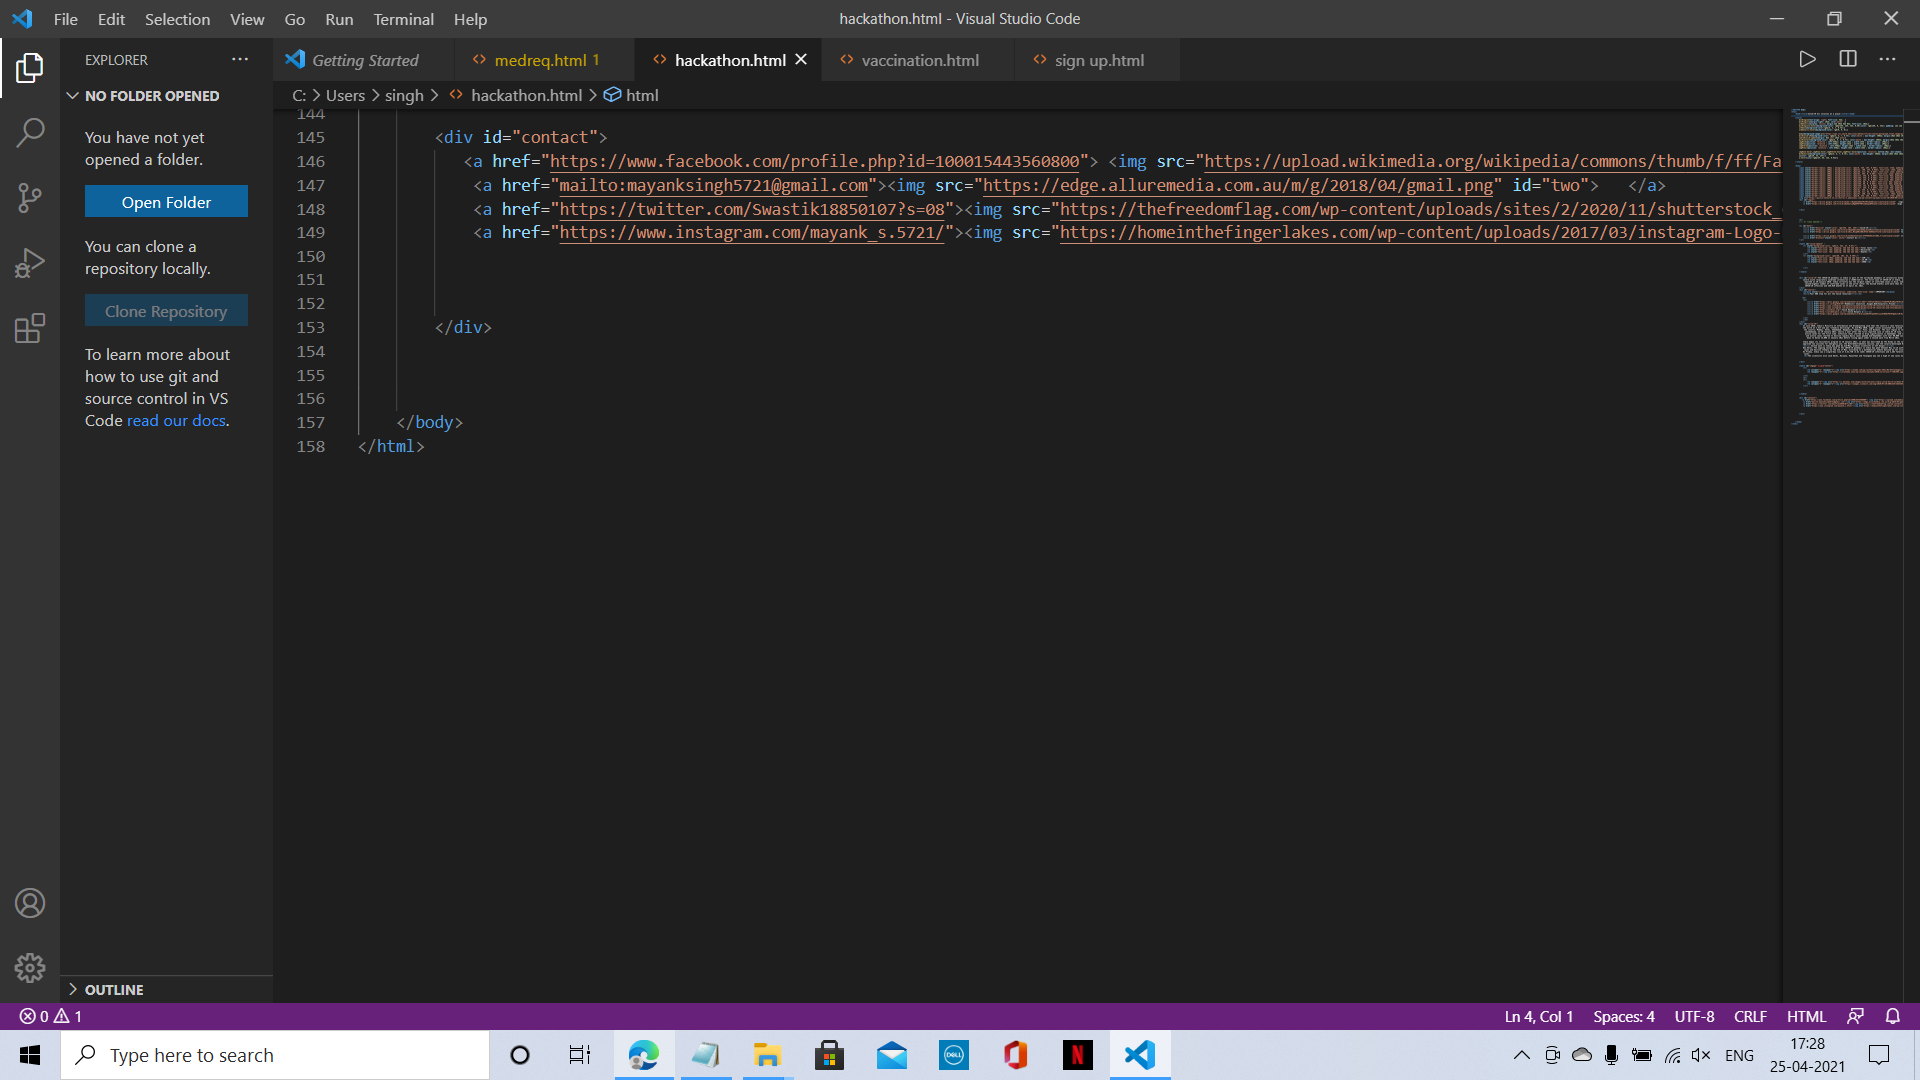 File Edit Selection View Go Run Terminal Help
hackathon.html - Visual Studio Code
EXPLORER
Getting Started
medreq.html 1
hackathon.html
vaccination.html
sign up.html
NO FOLDER OPENED
C: > Users > singh > hackathon.html > html
You have not yet
opened a folder.
Open Folder
You can clone a
repository locally.
Clone Repository
To learn more about
how to use git and
source control in VS
Code read our docs.
144
145 <div id="contact">
146 <a href="https://www.facebook.com/profile.php?id=100015443560800"> <img src="https://upload.wikimedia.org/wikipedia/commons/thumb/f/ff/Fa
147 <a href="mailto:mayanksingh5721@gmail.com"><img src="https://edge.alluremedia.com.au/m/g/2018/04/gmail.png" id="two"> </a>
148 <a href="https://twitter.com/Swastik18850107?s=08"><img src="https://thefreedomflag.com/wp-content/uploads/sites/2/2020/11/shutterstock_
149 <a href="https://www.instagram.com/mayank_s.5721/"><img src="https://homeinthefingerlakes.com/wp-content/uploads/2017/03/instagram-Logo-
150
151
152
153 </div>
154
155
156
157 </body>
158 </html>
OUTLINE
0 1
Ln 4, Col 1 Spaces: 4 UTF-8 CRLF HTML
Type here to search
DELL
N
ENG
17:28
25-04-2021